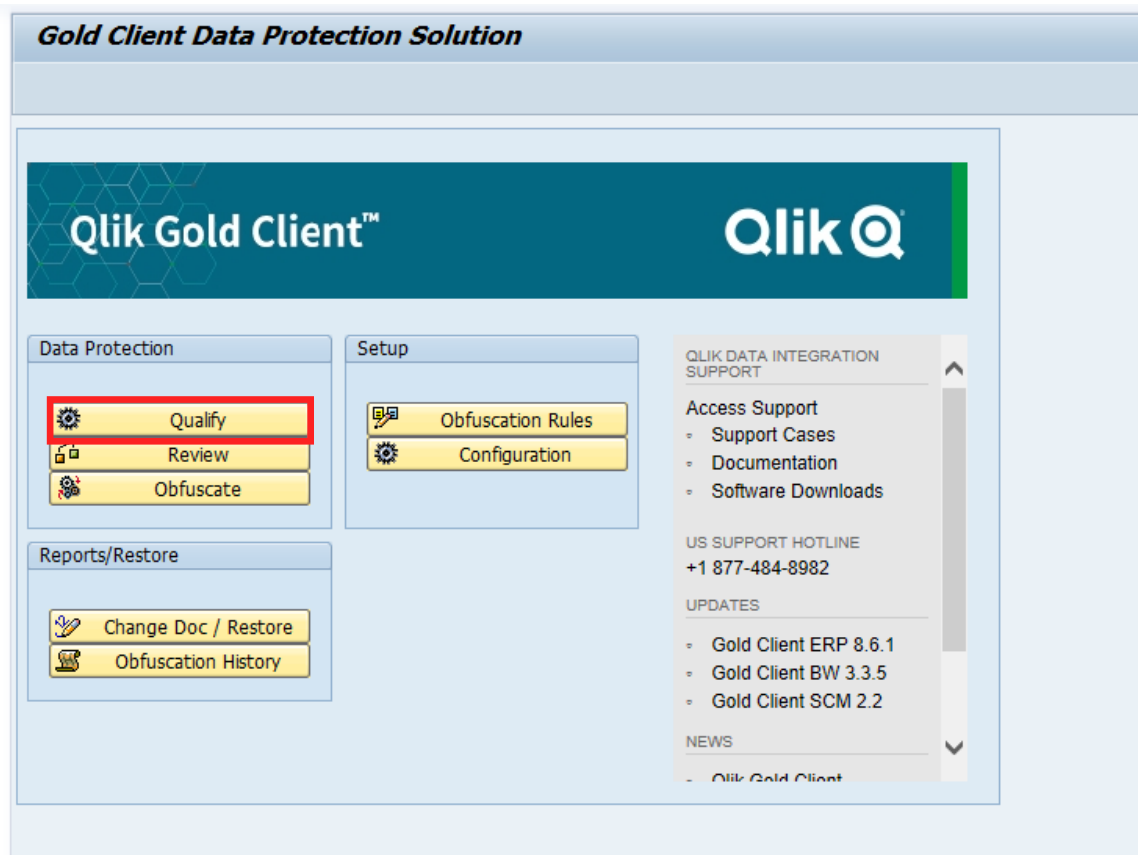 Gold Client Data Protection Solution
Qlik Gold Client™
Qlik
Data Protection
Qualify
Review
Obfuscate
Setup
Obfuscation Rules
Configuration
Reports/Restore
Change Doc / Restore
Obfuscation History
QLIK DATA INTEGRATION
SUPPORT
Access Support
Support Cases
Documentation
Software Downloads
US SUPPORT HOTLINE
+1 877-484-8982
UPDATES
Gold Client ERP 8.6.1
Gold Client BW 3.3.5
Gold Client SCM 2.2
NEWS
Qlik Gold Client